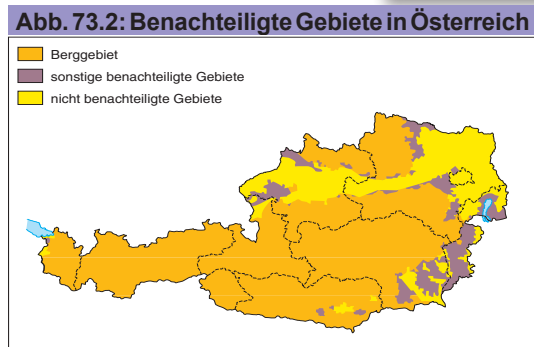 Abb. 73.2: Benachteiligte Gebiete in Österreich
Berggebiet
sonstige benachteiligte Gebiete
nicht benachteiligte Gebiete